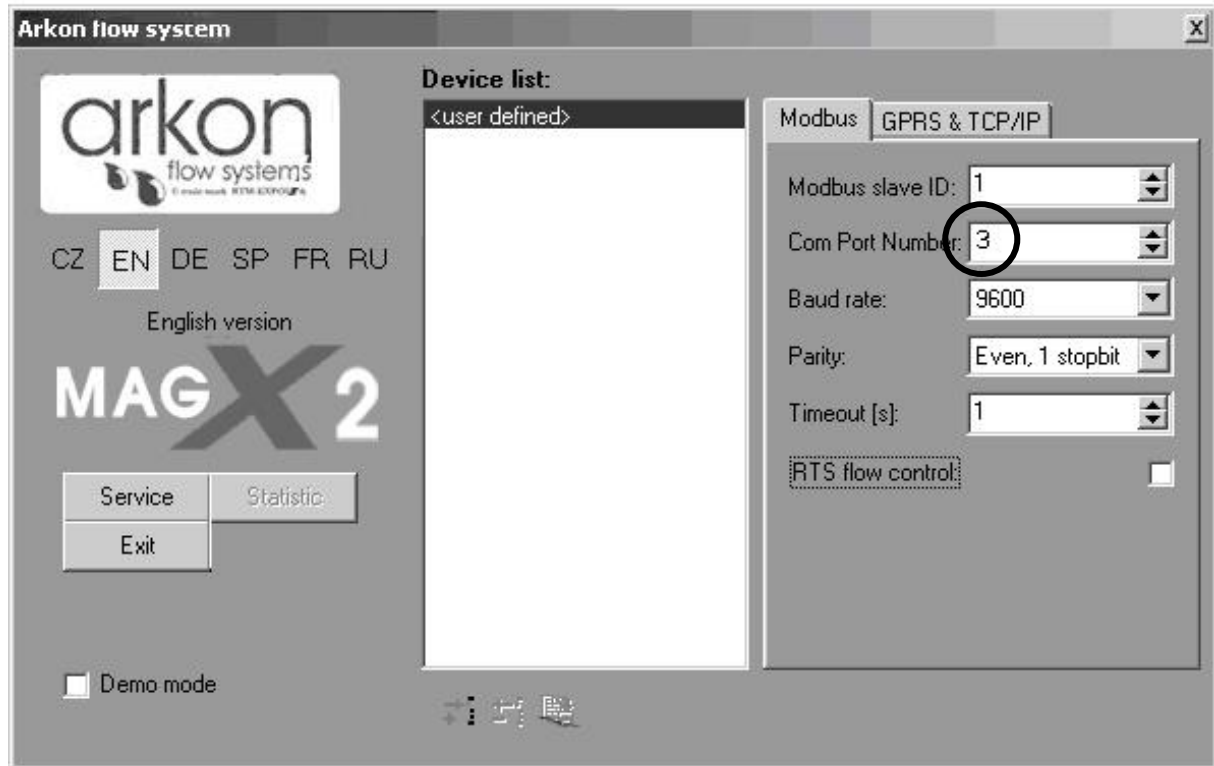 Arkon flow system
arkon
flow systems
CZ EN DE SP FR RU
English version
MAG X 2
Service Statistic
Exit
Demo mode
Device list:
<user defined>
Modbus GPRS & TCP/IP
Modbus slave ID: 1
Com Port Number: 3
Baud rate: 9600
Parity: Even, 1 stopbit
Timeout [s]: 1
RTS flow control: